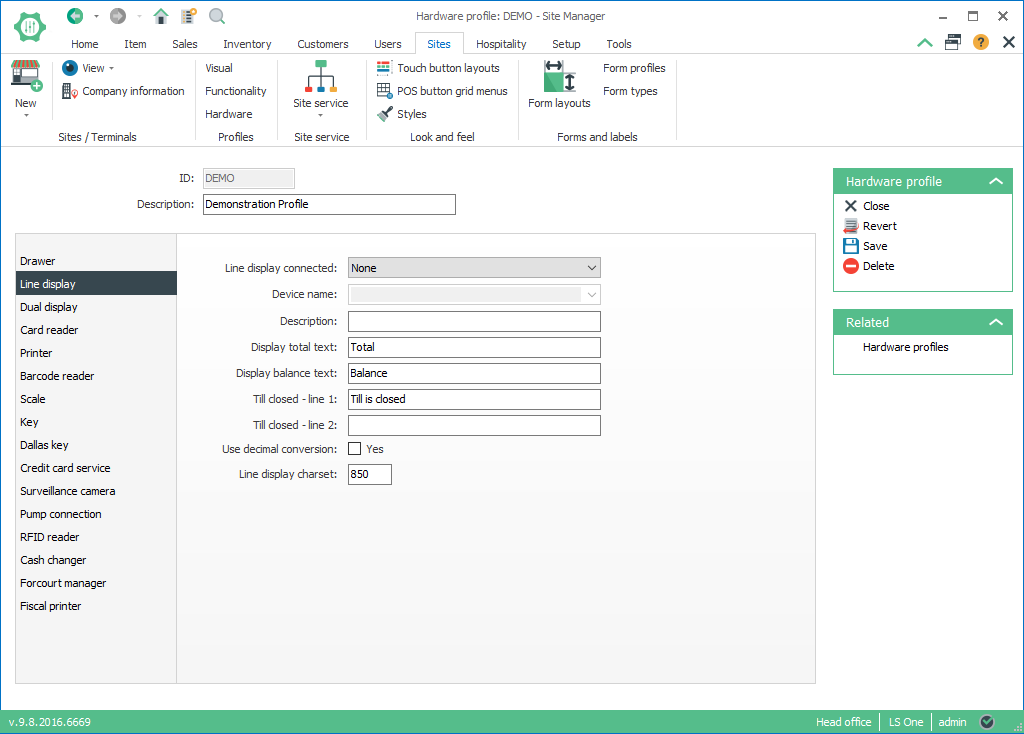 Hardware profile: DEMO - Site Manager
Home Item Sales Inventory Customers Users Sites Hospitality Setup Tools
New
View
Company information
Sites / Terminals
Visual
Functionality
Hardware
Profiles
Site service
Site service
Touch button layouts
POS button grid menus
Styles
Look and feel
Form layouts
Form profiles
Form types
Forms and labels
ID: DEMO
Description: Demonstration Profile
Drawer
Line display
Dual display
Card reader
Printer
Barcode reader
Scale
Key
Dallas key
Credit card service
Surveillance camera
Pump connection
RFID reader
Cash changer
Forcourt manager
Fiscal printer
Line display connected: None
Device name:
Description:
Display total text: Total
Display balance text: Balance
Till closed - line 1: Till is closed
Till closed - line 2:
Use decimal conversion: Yes
Line display charset: 850
Hardware profile
Close
Revert
Save
Delete
Related
Hardware profiles
v.9.8.2016.6669
Head office LS One admin